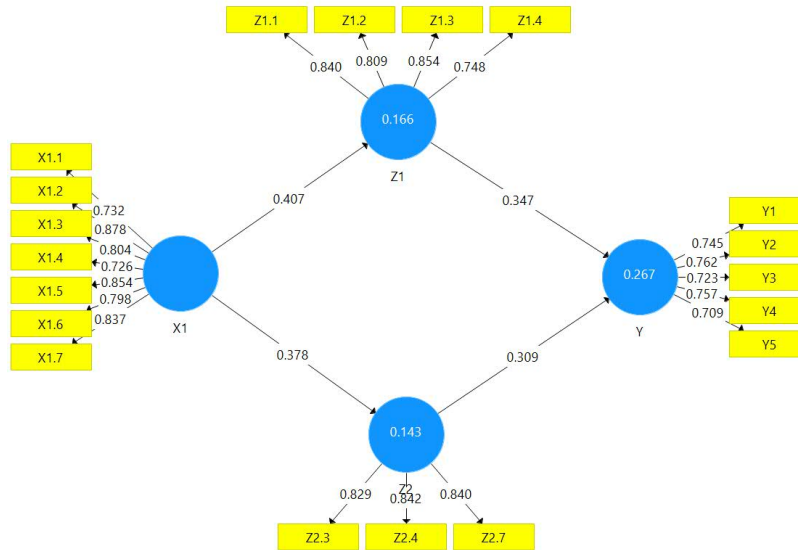 Z1.1 Z1.2 Z1.3 Z1.4
0.840 0.809 0.854 0.748
0.166
Z1
X1.1
X1.2
X1.3
X1.4
X1.5
X1.6
X1.7
0.732
0.878
0.804
0.726
0.854
0.798
0.837
X1
0.407
0.347
0.378
0.309
Y1
Y2
Y3
Y4
Y5
0.745
0.762
0.723
0.757
0.709
0.267
Y
0.143
Z2
0.829 0.842 0.840
Z2.3 Z2.4 Z2.7